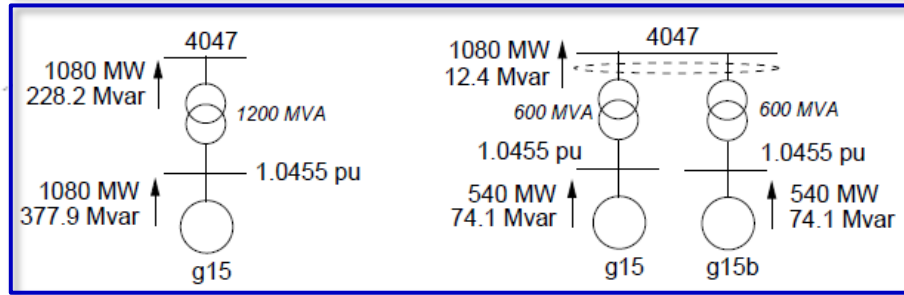 4047
1080 MW
228.2 Mvar
1200 MVA
1.0455 pu
1080 MW
377.9 Mvar
g15
4047
1080 MW
12.4 Mvar
600 MVA
600 MVA
1.0455 pu
1.0455 pu
540 MW
74.1 Mvar
540 MW
74.1 Mvar
g15
g15b